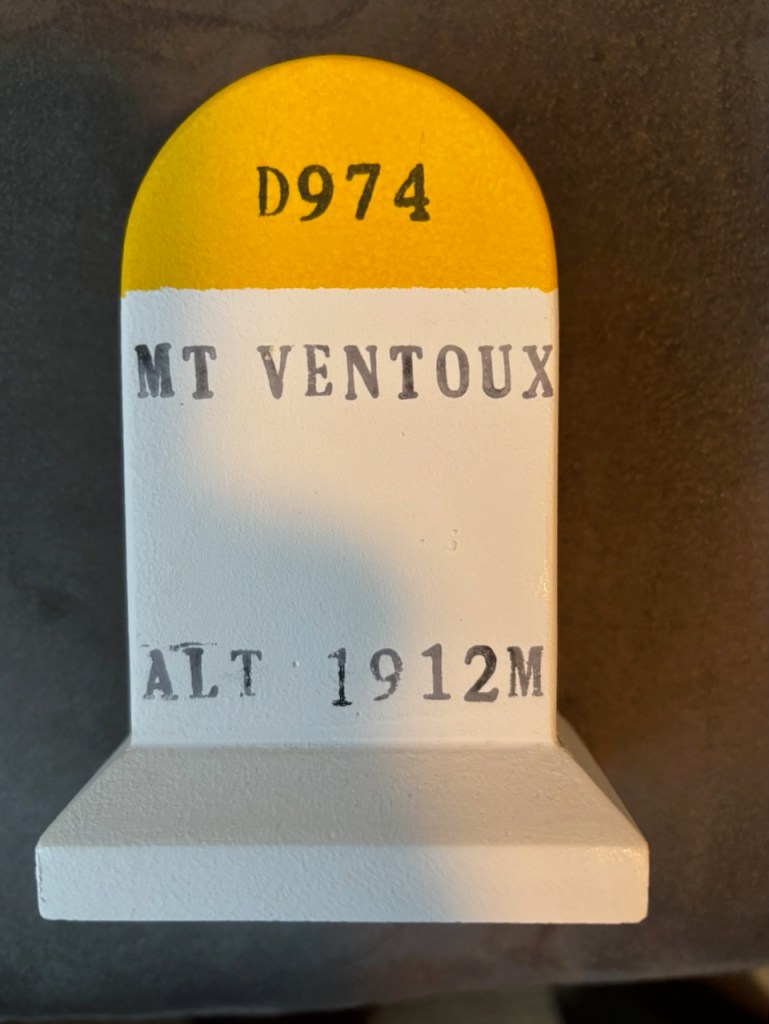 D974
MT VENTOUX
ALT 1912M